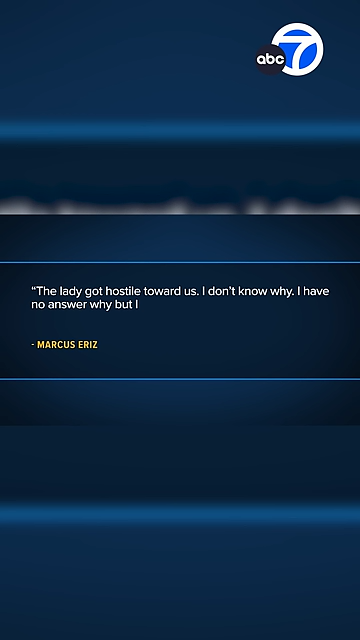 abc 7
“The lady got hostile toward us. I don’t know why. I have
no answer why but I
- MARCUS ERIZ